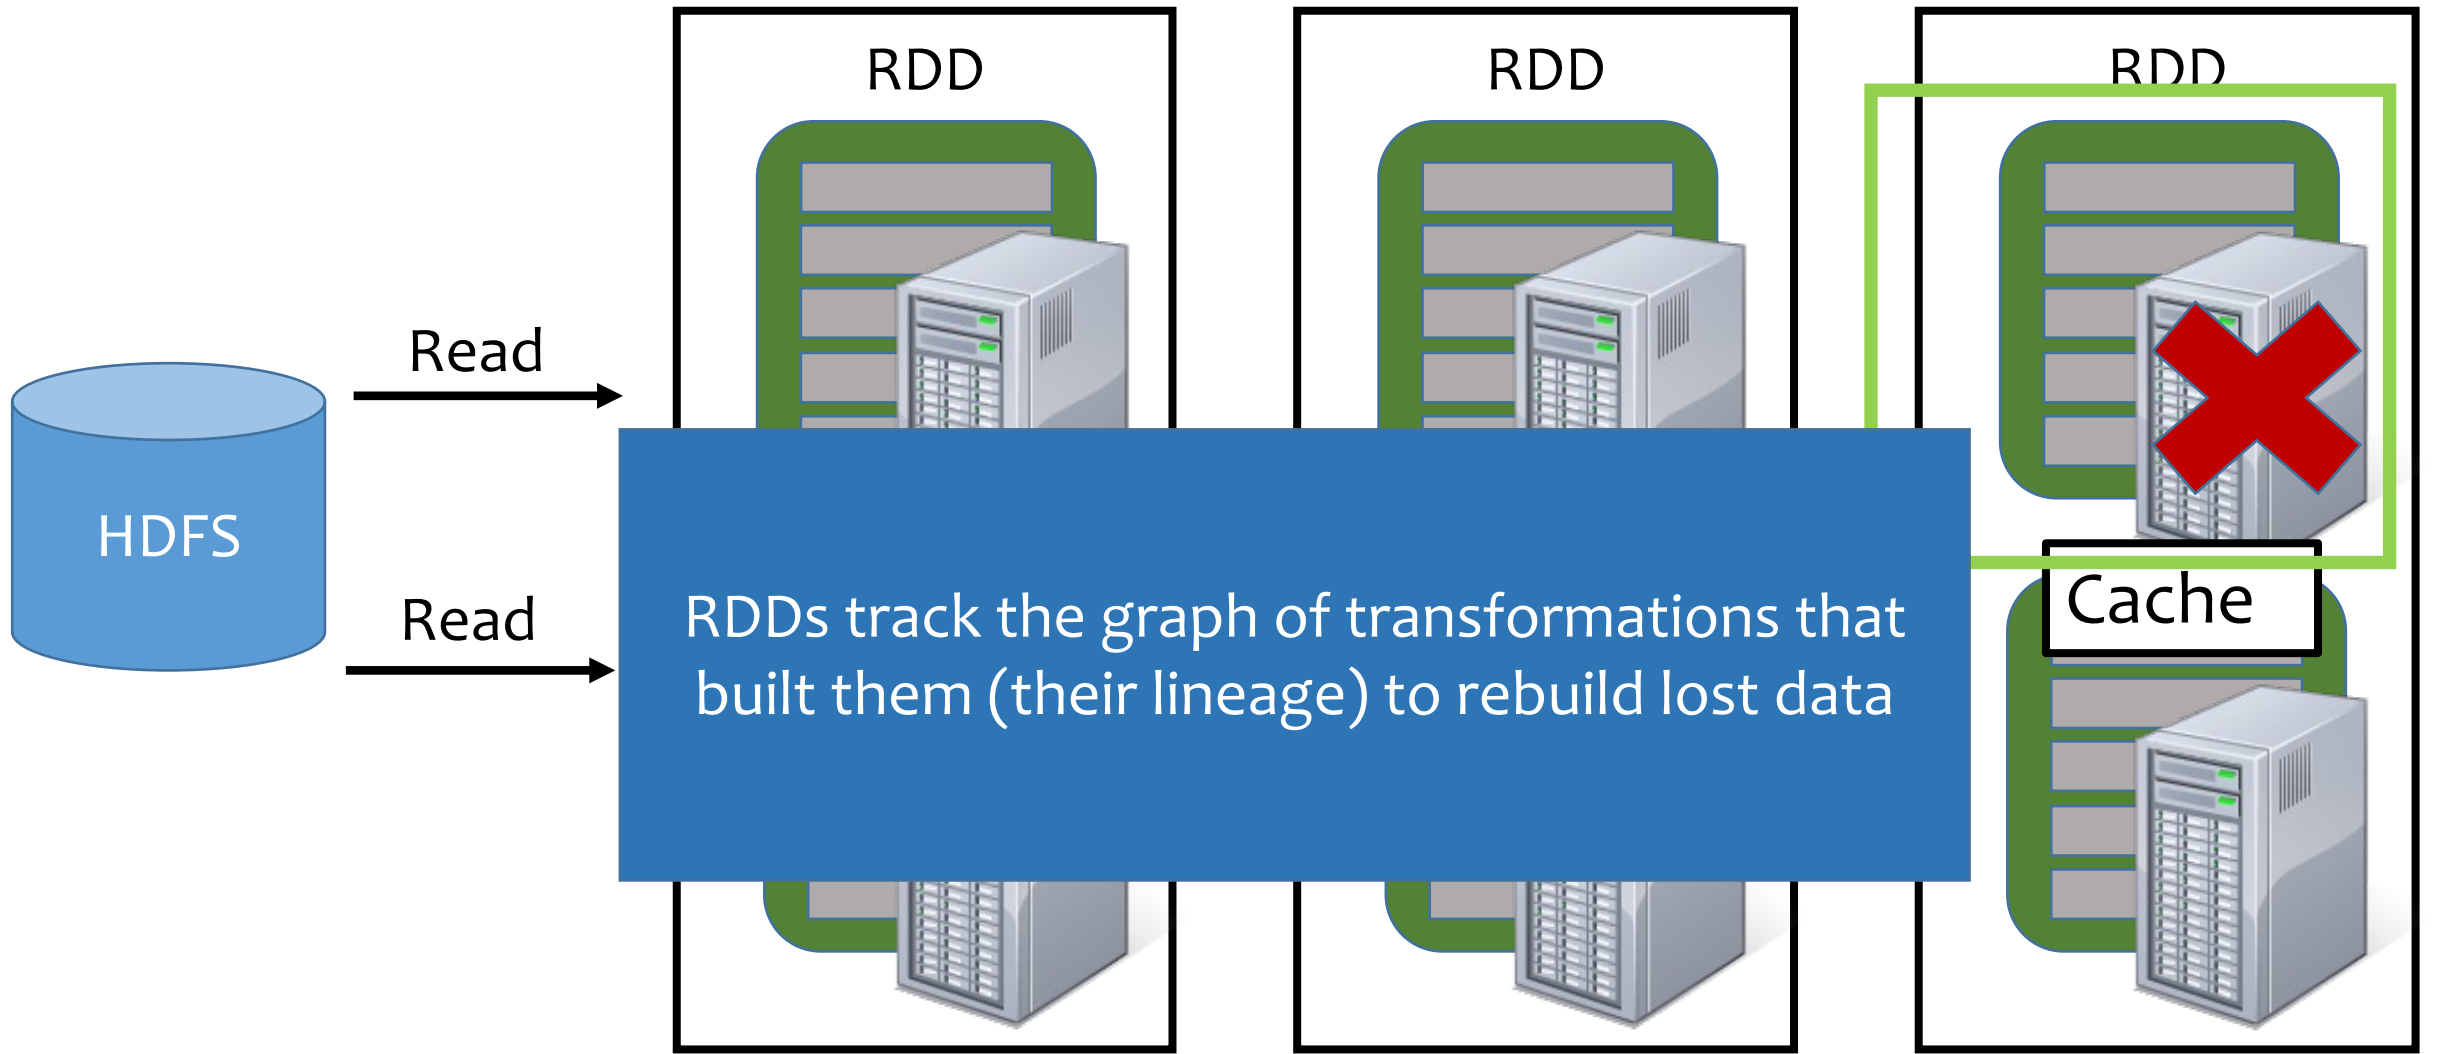 RDD
RDD
RDD
Read
HDFS
Read
Cache
RDDs track the graph of transformations that
built them (their lineage) to rebuild lost data